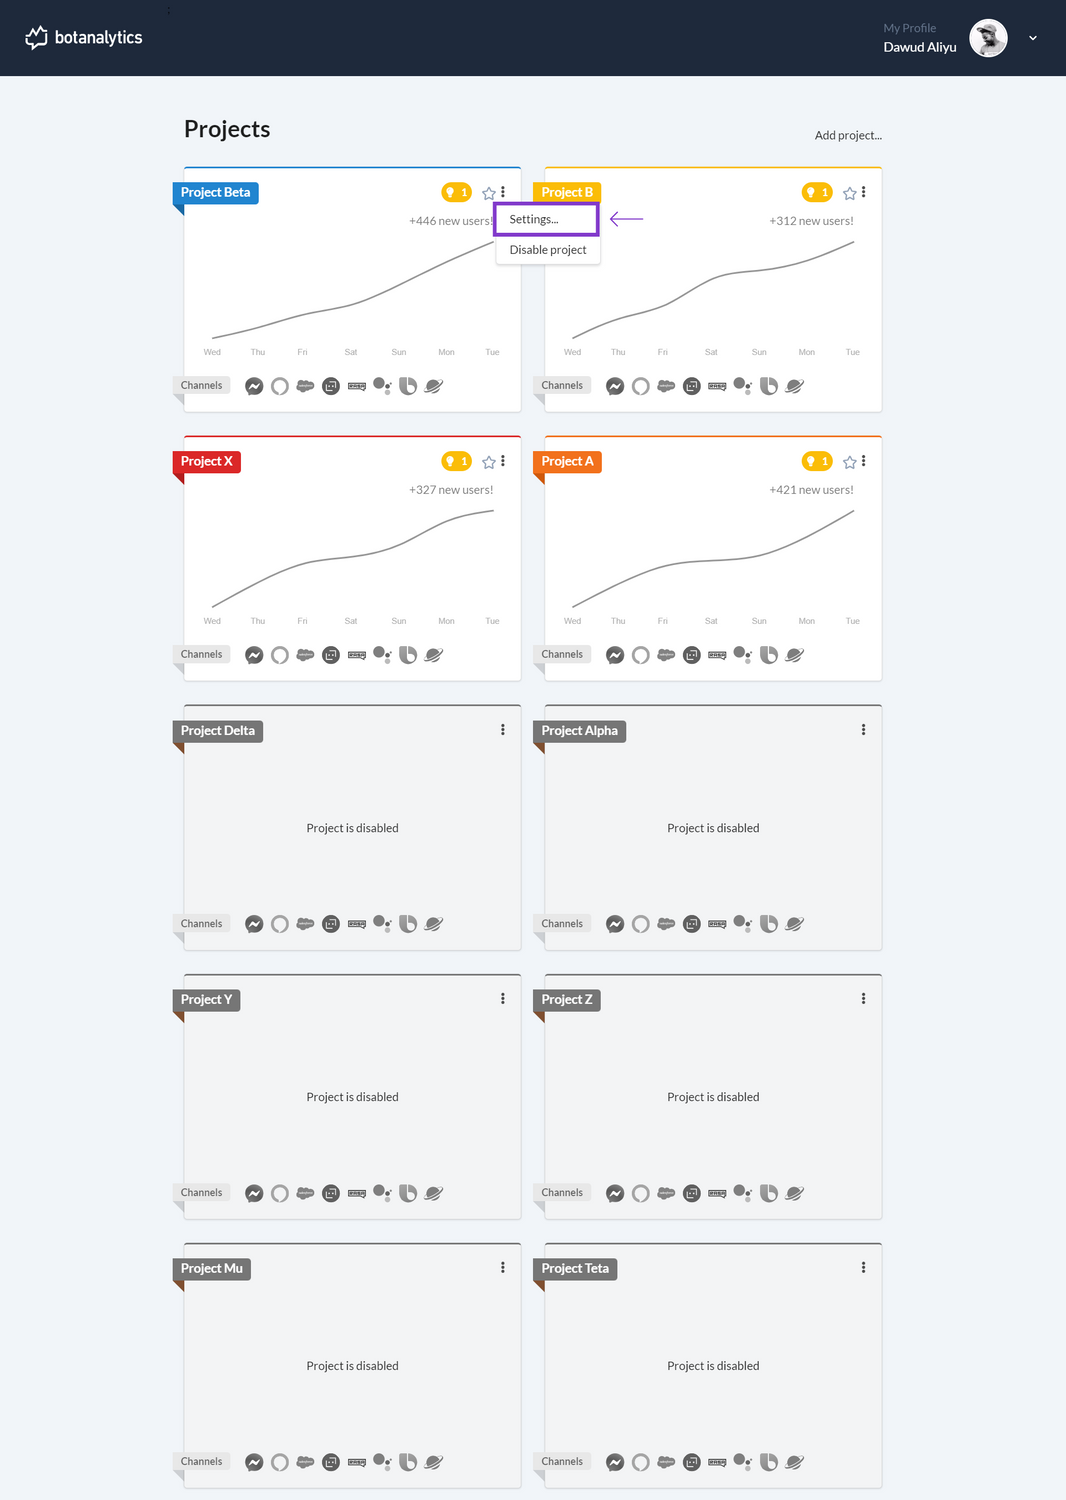 botanalytics
My Profile
Dawud Aliyu
Projects
Add project...
Project Beta
1
+446 new users!
Settings...
Disable project
Wed Thu Fri Sat Sun Mon Tue
Channels
Project B
1
+312 new users!
Wed Thu Fri Sat Sun Mon Tue
Channels
Project X
1
+327 new users!
Wed Thu Fri Sat Sun Mon Tue
Channels
Project A
1
+421 new users!
Wed Thu Fri Sat Sun Mon Tue
Channels
Project Delta
Project is disabled
Channels
Project Alpha
Project is disabled
Channels
Project Y
Project is disabled
Channels
Project Z
Project is disabled
Channels
Project Mu
Project is disabled
Channels
Project Teta
Project is disabled
Channels